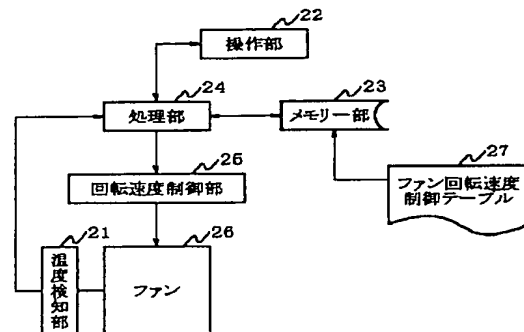 22
操作部
24
処理部
23
メモリー部
25
回転速度制御部
27
ファン回転速度
制御テーブル
21
温度検知部
26
ファン